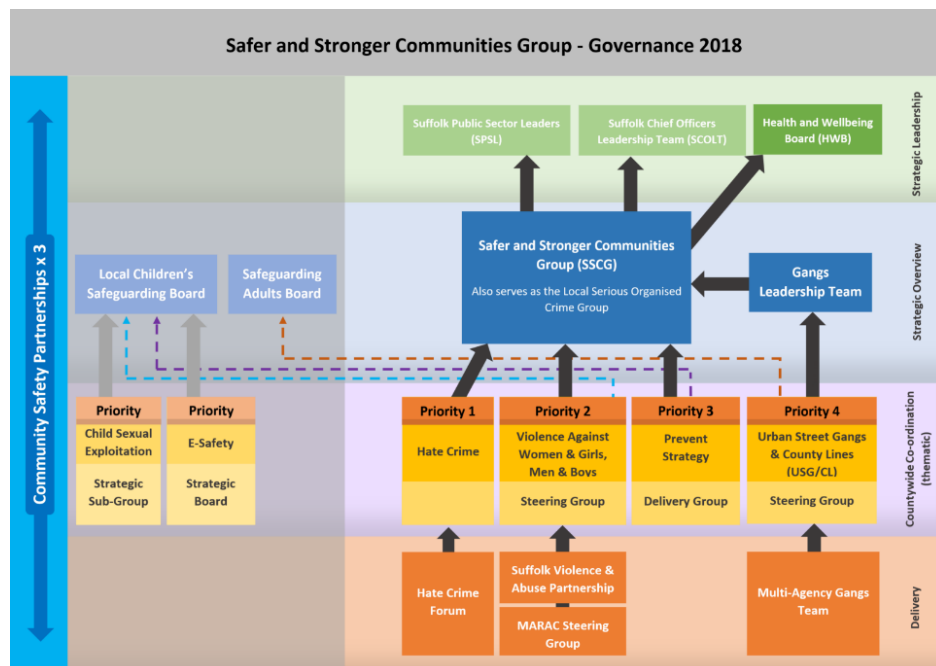 Safer and Stronger Communities Group - Governance 2018
Community Safety Partnerships x 3
Suffolk Public Sector Leaders
(SPSL)
Suffolk Chief Officers
Leadership Team (SCOLT)
Health and Wellbeing
Board (HWB)
Strategic Leadership
Local Children's
Safeguarding Board
Safeguarding
Adults Board
Safer and Stronger Communities
Group (SSCG)
Also serves as the Local Serious Organised
Crime Group
Gangs
Leadership Team
Strategic Overview
Priority
Child Sexual
Exploitation
Strategic
Sub-Group
Priority
E-Safety
Strategic
Board
Priority 1
Hate Crime
Priority 2
Violence Against
Women & Girls,
Men & Boys
Steering Group
Priority 3
Prevent
Strategy
Delivery Group
Priority 4
Urban Street Gangs
& County Lines
(USG/CL)
Steering Group
Countywide Co-ordination
(thematic)
Hate Crime
Forum
Suffolk Violence &
Abuse Partnership
MARAC Steering
Group
Multi-Agency Gangs
Team
Delivery